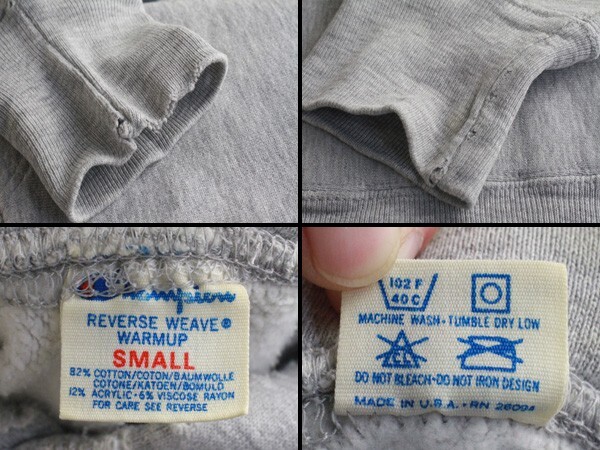 Champion
REVERSE WEAVE®
WARMUP
SMALL
82% COTTON/COTON/BAUMWOLLE
COTONE/KATOEN/BOMULD
12% ACRYLIC·6% VISCOSE RAYON
FOR CARE SEE REVERSE
102 F
40 C
MACHINE WASH·TUMBLE DRY LOW
CL
DO NOT BLEACH·DO NOT IRON DESIGN
MADE IN U.S.A.·RN 26094